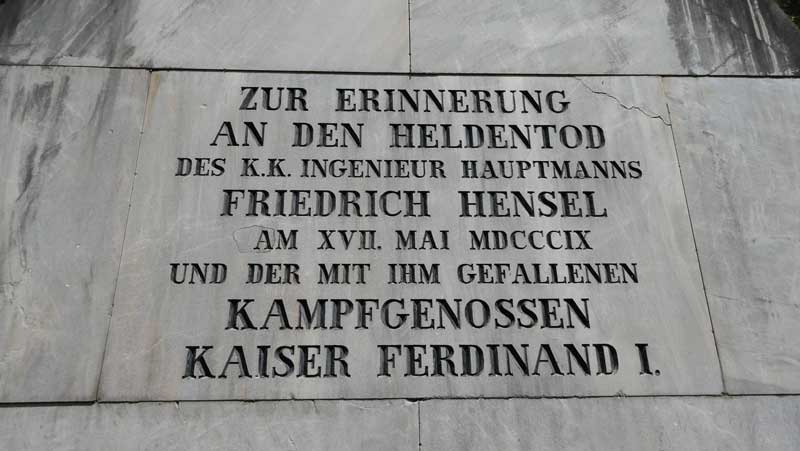 ZUR ERINNERUNG
AN DEN HELDENTOD
DES K.K. INGENIEUR HAUPTMANNS
FRIEDRICH HENSEL
AM XVII. MAI MDCCCIX
UND DER MIT IHM GEFALLENEN
KAMPFGENOSSEN
KAISER FERDINAND I.